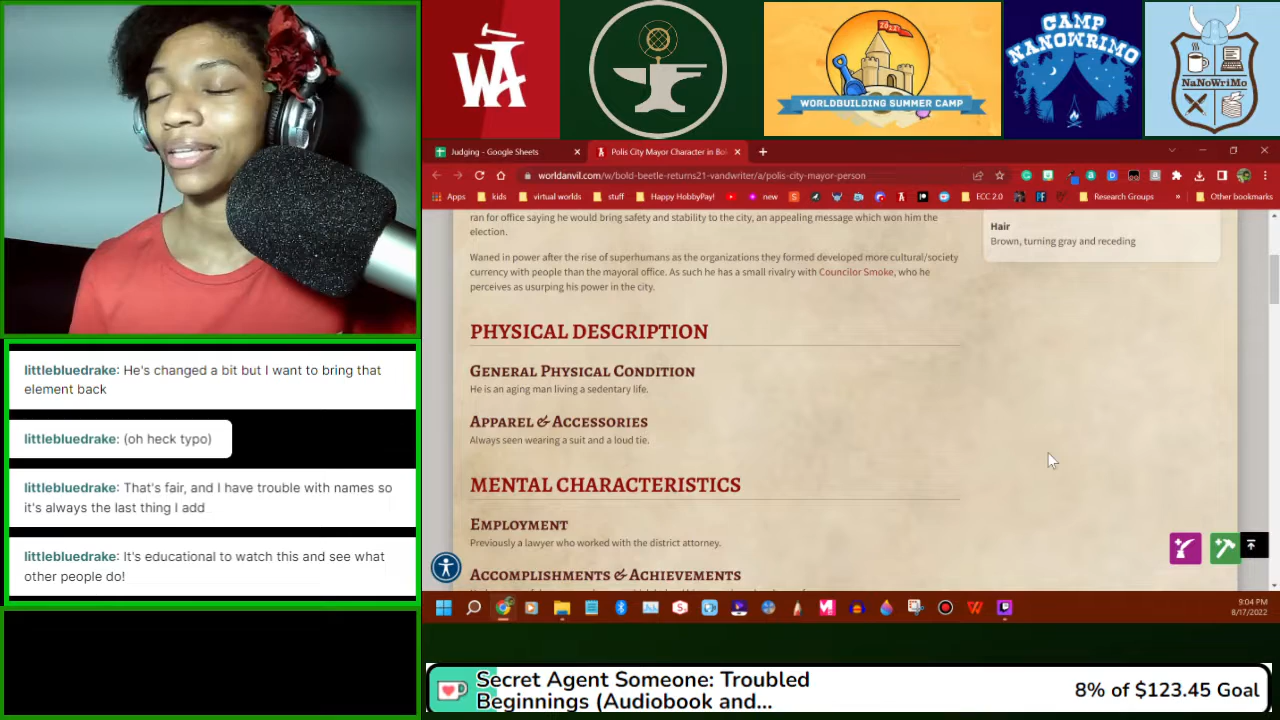 WA
2022
WORLDBUILDING SUMMER CAMP
CAMP
NANOWRIMO
NaNoWriMo
Judging - Google Sheets
Polis City Mayor Character in Bol
worldanvil.com/w/bold-beetle-returns21-vandwriter/a/polis-city-mayor-person
Apps
kids
virtual worlds
stuff
Happy HobbyPay!
new
ECC 2.0
Research Groups
»
Other bookmarks
ran for office saying he would bring safety and stability to the city, an appealing message which won him the
election.
Waned in power after the rise of superhumans as the organizations they formed developed more cultural/society
currency with people than the mayoral office. As such he has a small rivalry with Councilor Smoke, who he
perceives as usurping his power in the city.
Hair
Brown, turning gray and receding
PHYSICAL DESCRIPTION
GENERAL PHYSICAL CONDITION
He is an aging man living a sedentary life.
APPAREL & ACCESSORIES
Always seen wearing a suit and a loud tie.
MENTAL CHARACTERISTICS
EMPLOYMENT
Previously a lawyer who worked with the district attorney.
ACCOMPLISHMENTS & ACHIEVEMENTS
littlebluedrake: He's changed a bit but I want to bring that
element back
littlebluedrake: (oh heck typo)
littlebluedrake: That's fair, and I have trouble with names so
it's always the last thing I add
littlebluedrake: It's educational to watch this and see what
other people do!
9:04 PM
8/17/2022
Secret Agent Someone: Troubled
Beginnings (Audiobook and...
8% of $123.45 Goal